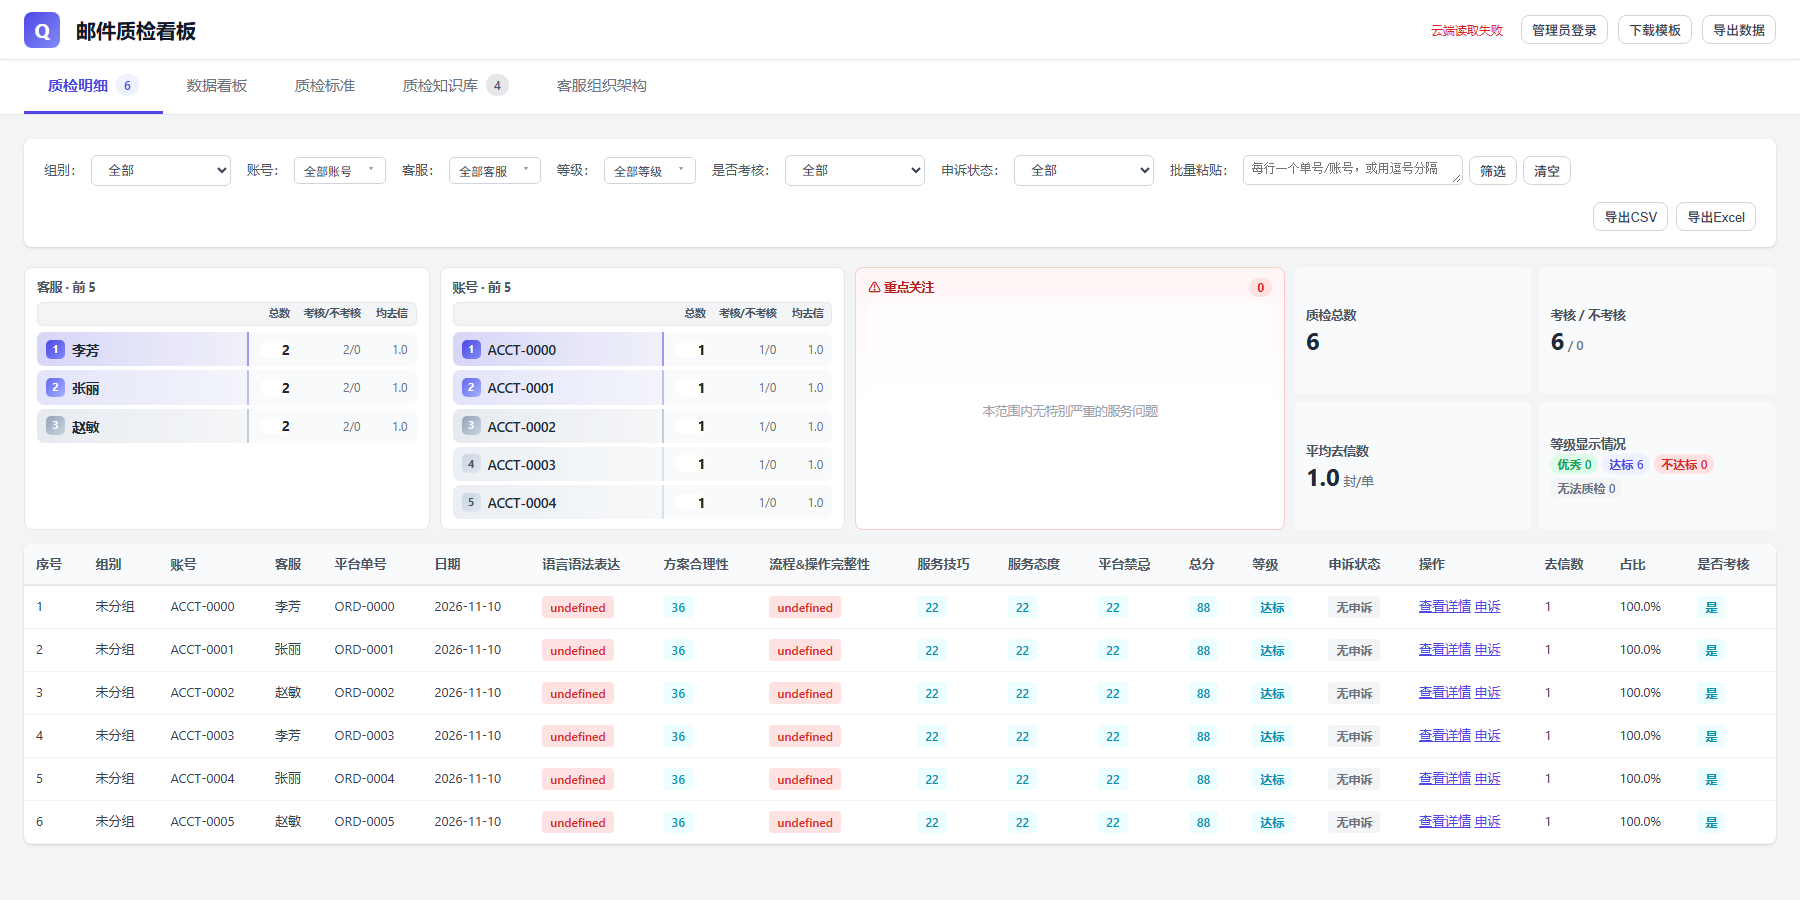 Q 邮件质检看板 云端读取失败 管理员登录 下载模板 导出数据
质检明细 6 数据看板 质检标准 质检知识库 4 客服组织架构
组别： 全部 账号： 全部账号 客服： 全部客服 等级： 全部等级 是否考核： 全部 申诉状态： 全部 批量粘贴： 每行一个单号/账号，或用逗号分隔 筛选 清空
导出CSV 导出Excel
客服 · 前 5
总数 考核/不考核 均去信
1 李芳 2 2/0 1.0
2 张丽 2 2/0 1.0
3 赵敏 2 2/0 1.0
账号 · 前 5
总数 考核/不考核 均去信
1 ACCT-0000 1 1/0 1.0
2 ACCT-0001 1 1/0 1.0
3 ACCT-0002 1 1/0 1.0
4 ACCT-0003 1 1/0 1.0
5 ACCT-0004 1 1/0 1.0
⚠ 重点关注 0
本范围内无特别严重的服务问题
质检总数
6
考核 / 不考核
6 / 0
平均去信数
1.0 封/单
等级显示情况
优秀 0 达标 6 不达标 0
无法质检 0
序号 组别 账号 客服 平台单号 日期 语言语法表达 方案合理性 流程&操作完整性 服务技巧 服务态度 平台禁忌 总分 等级 申诉状态 操作 去信数 占比 是否考核
1 未分组 ACCT-0000 李芳 ORD-0000 2026-11-10 undefined 36 undefined 22 22 22 88 达标 无申诉 查看详情 申诉 1 100.0% 是
2 未分组 ACCT-0001 张丽 ORD-0001 2026-11-10 undefined 36 undefined 22 22 22 88 达标 无申诉 查看详情 申诉 1 100.0% 是
3 未分组 ACCT-0002 赵敏 ORD-0002 2026-11-10 undefined 36 undefined 22 22 22 88 达标 无申诉 查看详情 申诉 1 100.0% 是
4 未分组 ACCT-0003 李芳 ORD-0003 2026-11-10 undefined 36 undefined 22 22 22 88 达标 无申诉 查看详情 申诉 1 100.0% 是
5 未分组 ACCT-0004 张丽 ORD-0004 2026-11-10 undefined 36 undefined 22 22 22 88 达标 无申诉 查看详情 申诉 1 100.0% 是
6 未分组 ACCT-0005 赵敏 ORD-0005 2026-11-10 undefined 36 undefined 22 22 22 88 达标 无申诉 查看详情 申诉 1 100.0% 是